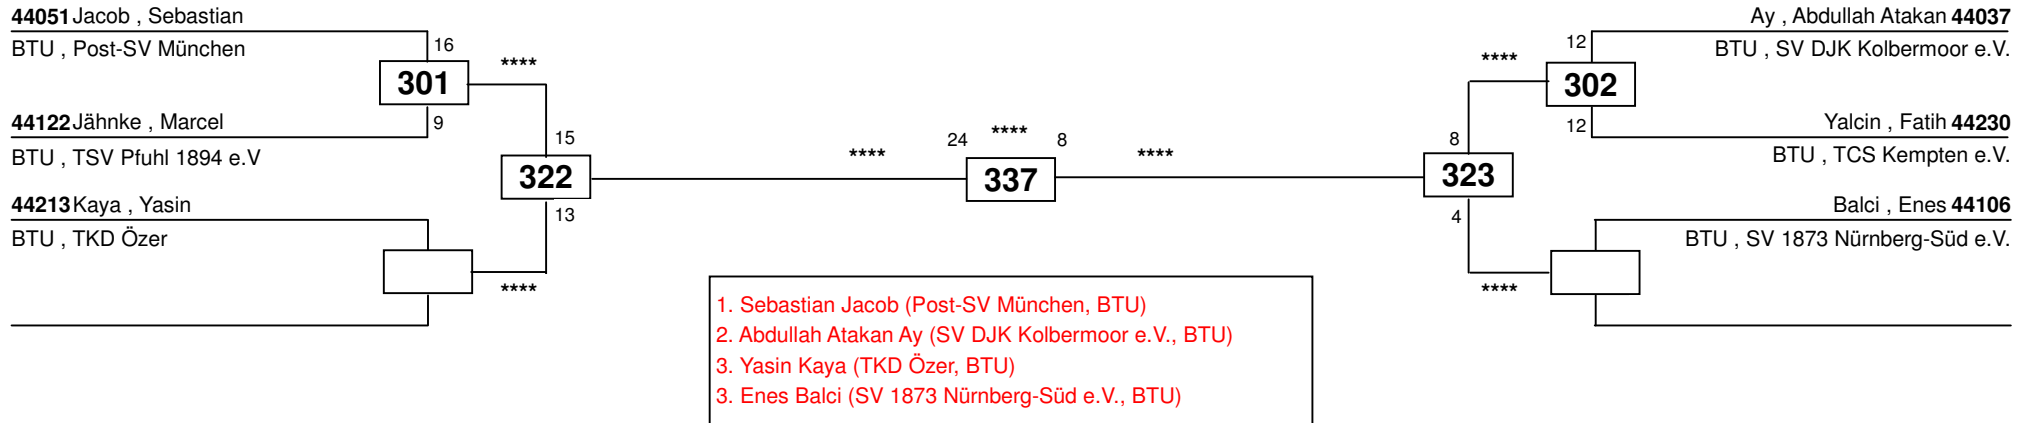 44051 Jacob , Sebastian
BTU , Post-SV München
16
301
****
9
44122 Jähnke , Marcel
BTU , TSV Pfuhl 1894 e.V
15
322
13
44213 Kaya , Yasin
BTU , TKD Özer
****
****
24
****
8
337
****
Ay , Abdullah Atakan 44037
BTU , SV DJK Kolbermoor e.V.
12
****
302
12
Yalcin , Fatih 44230
BTU , TCS Kempten e.V.
8
323
4
Balci , Enes 44106
BTU , SV 1873 Nürnberg-Süd e.V.
****
1. Sebastian Jacob (Post-SV München, BTU)
2. Abdullah Atakan Ay (SV DJK Kolbermoor e.V., BTU)
3. Yasin Kaya (TKD Özer, BTU)
3. Enes Balci (SV 1873 Nürnberg-Süd e.V., BTU)